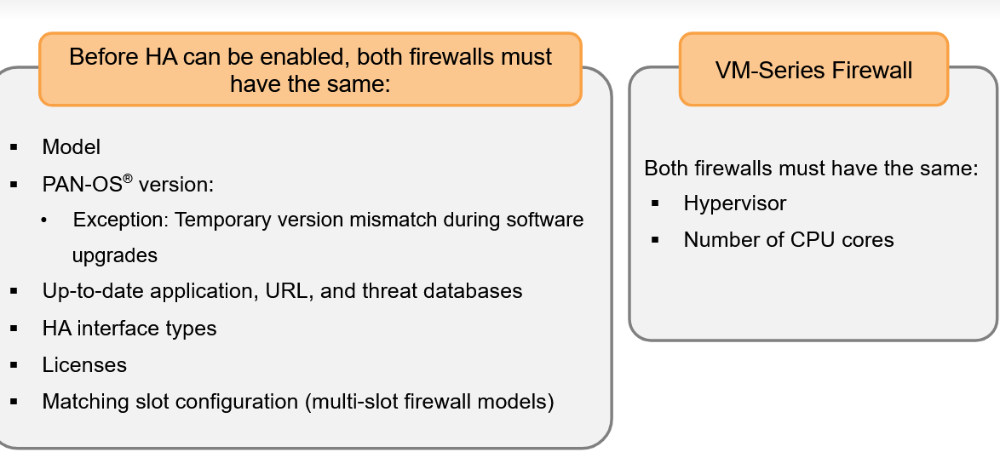 Before HA can be enabled, both firewalls must
have the same:
▪ Model
▪ PAN-OS® version:
• Exception: Temporary version mismatch during software
upgrades
▪ Up-to-date application, URL, and threat databases
▪ HA interface types
▪ Licenses
▪ Matching slot configuration (multi-slot firewall models)
VM-Series Firewall
Both firewalls must have the same:
▪ Hypervisor
▪ Number of CPU cores